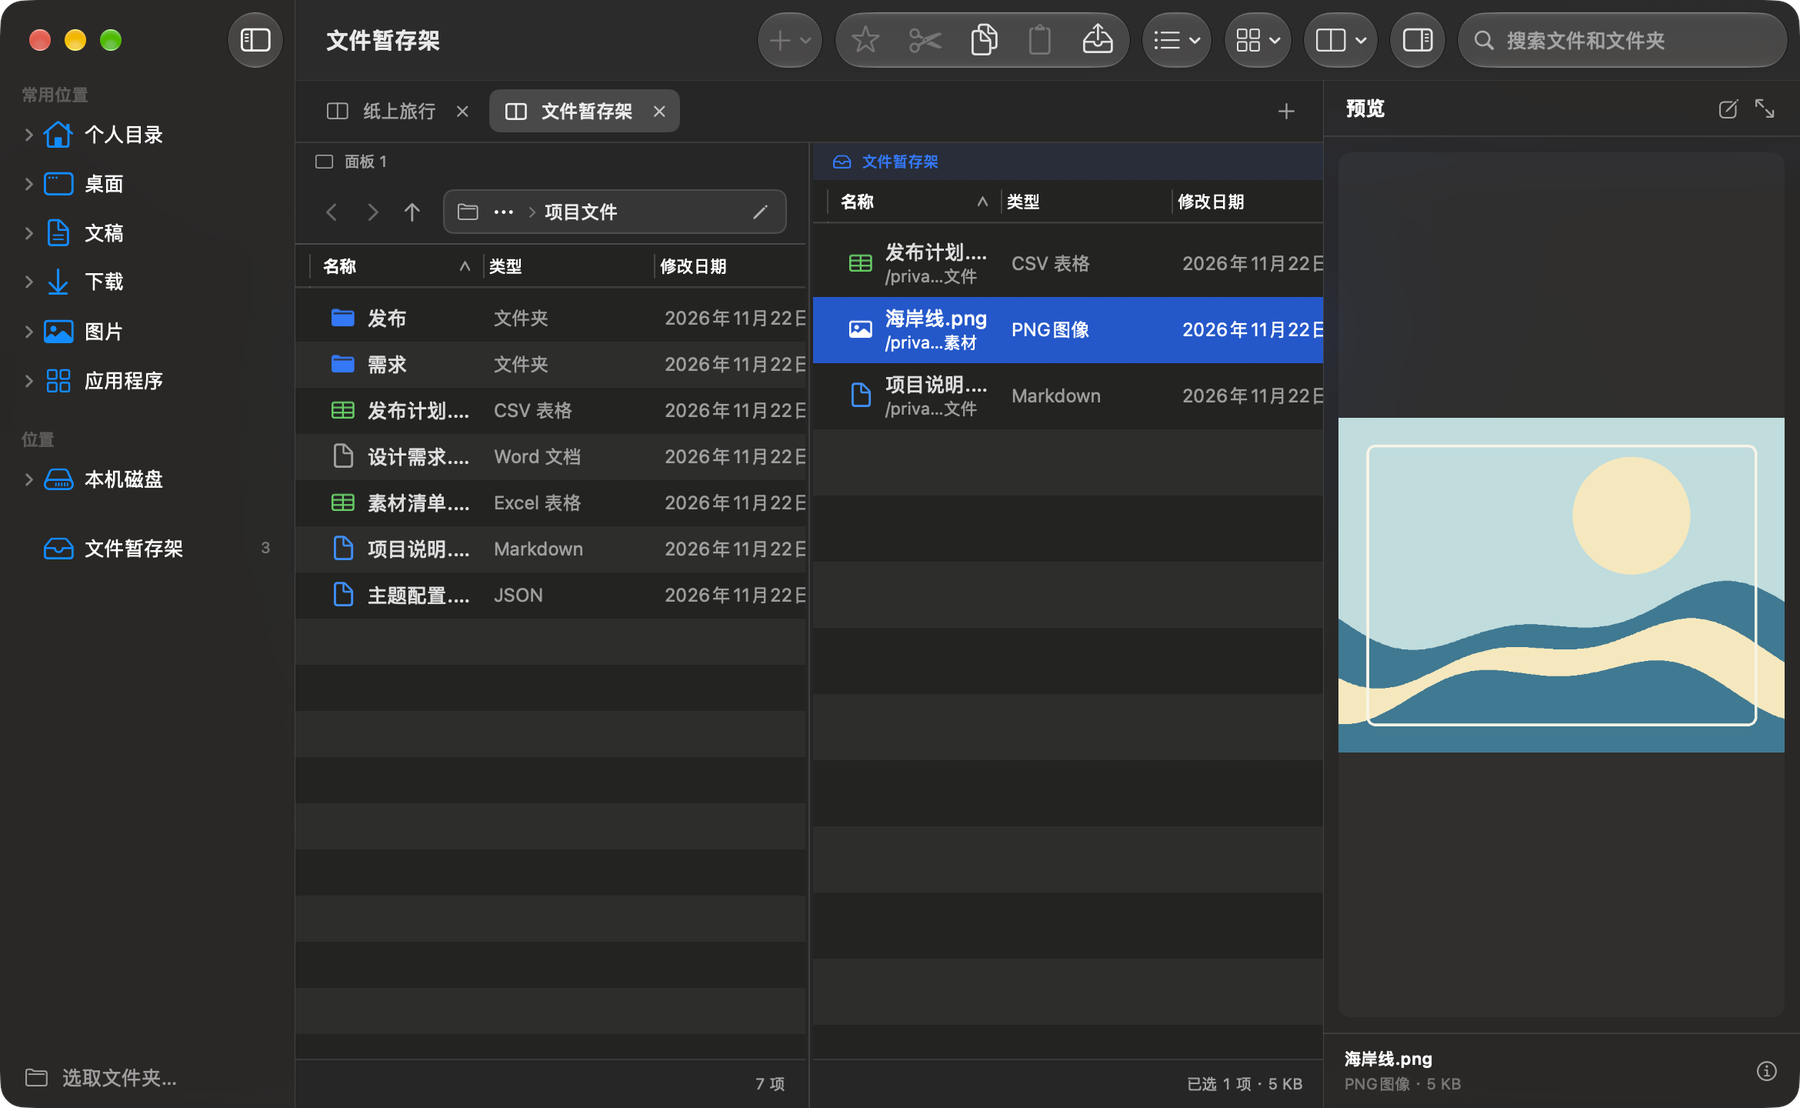 文件暂存架
搜索文件和文件夹
常用位置
个人目录
桌面
文稿
下载
图片
应用程序
位置
本机磁盘
文件暂存架
3
选取文件夹...
纸上旅行
文件暂存架
面板 1
项目文件
名称
类型
修改日期
发布
文件夹
2026年11月22日
需求
文件夹
2026年11月22日
发布计划....
CSV 表格
2026年11月22日
设计需求....
Word 文档
2026年11月22日
素材清单....
Excel 表格
2026年11月22日
项目说明....
Markdown
2026年11月22日
主题配置....
JSON
2026年11月22日
7 项
文件暂存架
名称
类型
修改日期
发布计划....
/priva...文件
CSV 表格
2026年11月22日
海岸线.png
/priva...素材
PNG图像
2026年11月22日
项目说明....
/priva...文件
Markdown
2026年11月22日
已选 1 项 · 5 KB
预览
海岸线.png
PNG图像 · 5 KB